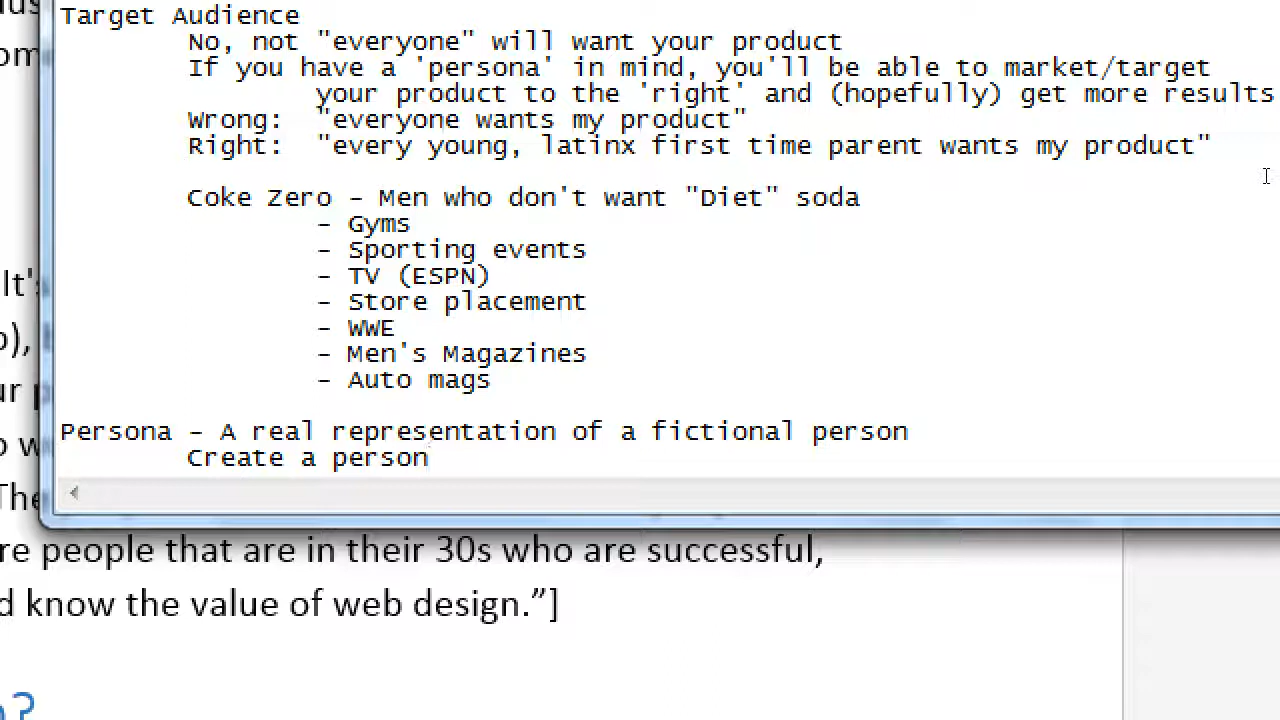 Target Audience
No, not "everyone" will want your product
If you have a 'persona' in mind, you'll be able to market/target
your product to the 'right' and (hopefully) get more results
Wrong: "everyone wants my product"
Right: "every young, latinx first time parent wants my product"
Coke Zero - Men who don't want "Diet" soda
- Gyms
- Sporting events
- TV (ESPN)
- Store placement
- WWE
- Men's Magazines
- Auto mags
Persona - A real representation of a fictional person
Create a person
re people that are in their 30s who are successful,
d know the value of web design.”]